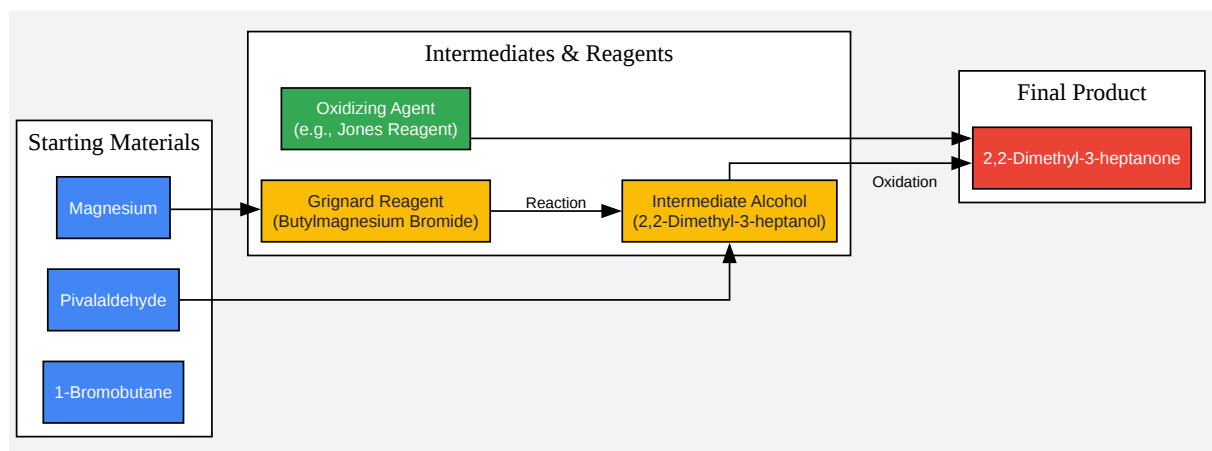 Starting Materials
Magnesium
Pivalaldehyde
1-Bromobutane
Intermediates & Reagents
Oxidizing Agent
(e.g., Jones Reagent)
Grignard Reagent
(Butylmagnesium Bromide)
Reaction
Intermediate Alcohol
(2,2-Dimethyl-3-heptanol)
Oxidation
Final Product
2,2-Dimethyl-3-heptanone